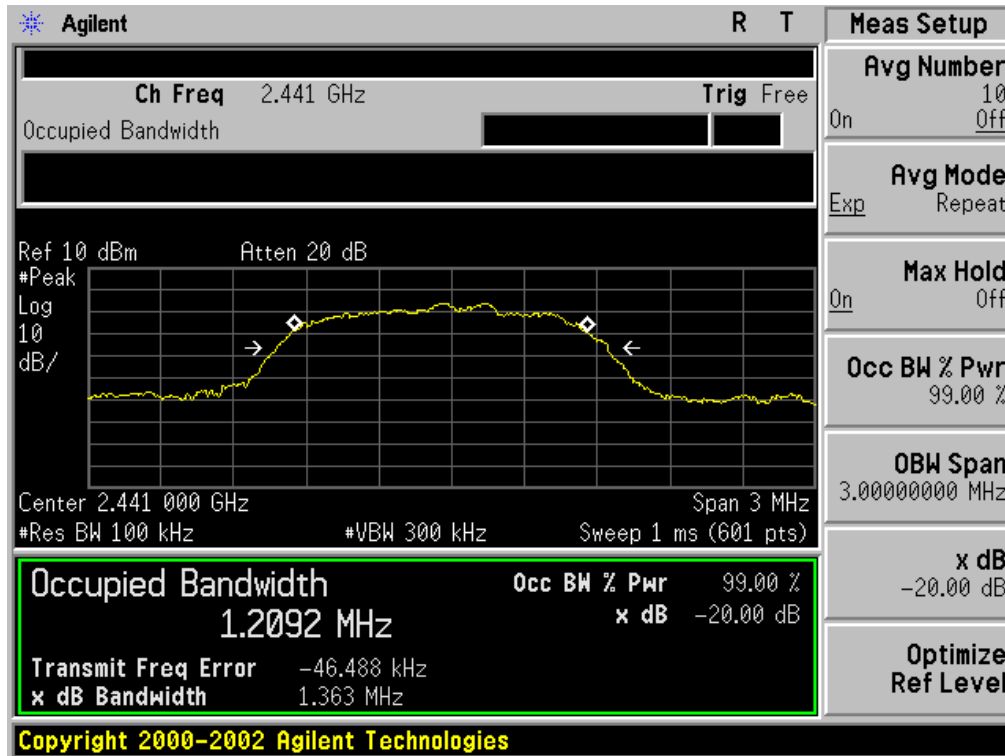 Agilent R T
Ch Freq 2.441 GHz Trig Free
Occupied Bandwidth
Ref 10 dBm Atten 20 dB
#Peak
Log
10
dB/
Center 2.441 000 GHz Span 3 MHz
#Res BW 100 kHz #VBW 300 kHz Sweep 1 ms (601 pts)
Occupied Bandwidth Occ BW % Pwr 99.00 %
1.2092 MHz x dB -20.00 dB
Transmit Freq Error -46.488 kHz
x dB Bandwidth 1.363 MHz
Copyright 2000-2002 Agilent Technologies
Meas Setup
Avg Number
10
On Off
Avg Mode
Exp Repeat
Max Hold
On Off
Occ BW % Pwr
99.00 %
OBW Span
3.00000000 MHz
x dB
-20.00 dB
Optimize
Ref Level